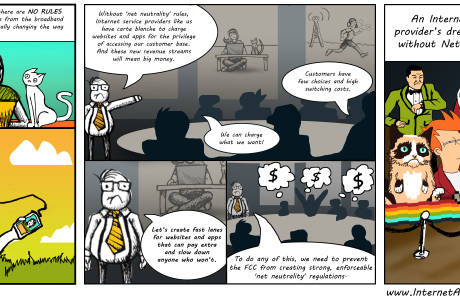 here are NO RULES
s from the broadband
ally changing the way
Without 'net neutrality' rules,
Internet service providers like us
have carte blanche to charge
websites and apps for the privilege
of accessing our customer base.
And these new revenue streams
will mean big money.
Customers have
few choices and high
switching costs.
We can charge
what we want!
Let's create fast lanes
for websites and apps
that can pay extra
and slow down
anyone who won't.
$ $ $
To do any of this, we need to prevent
the FCC from creating strong, enforceable
'net neutrality' regulations.
An Intern
provider's dre
without Net
www.InternetA